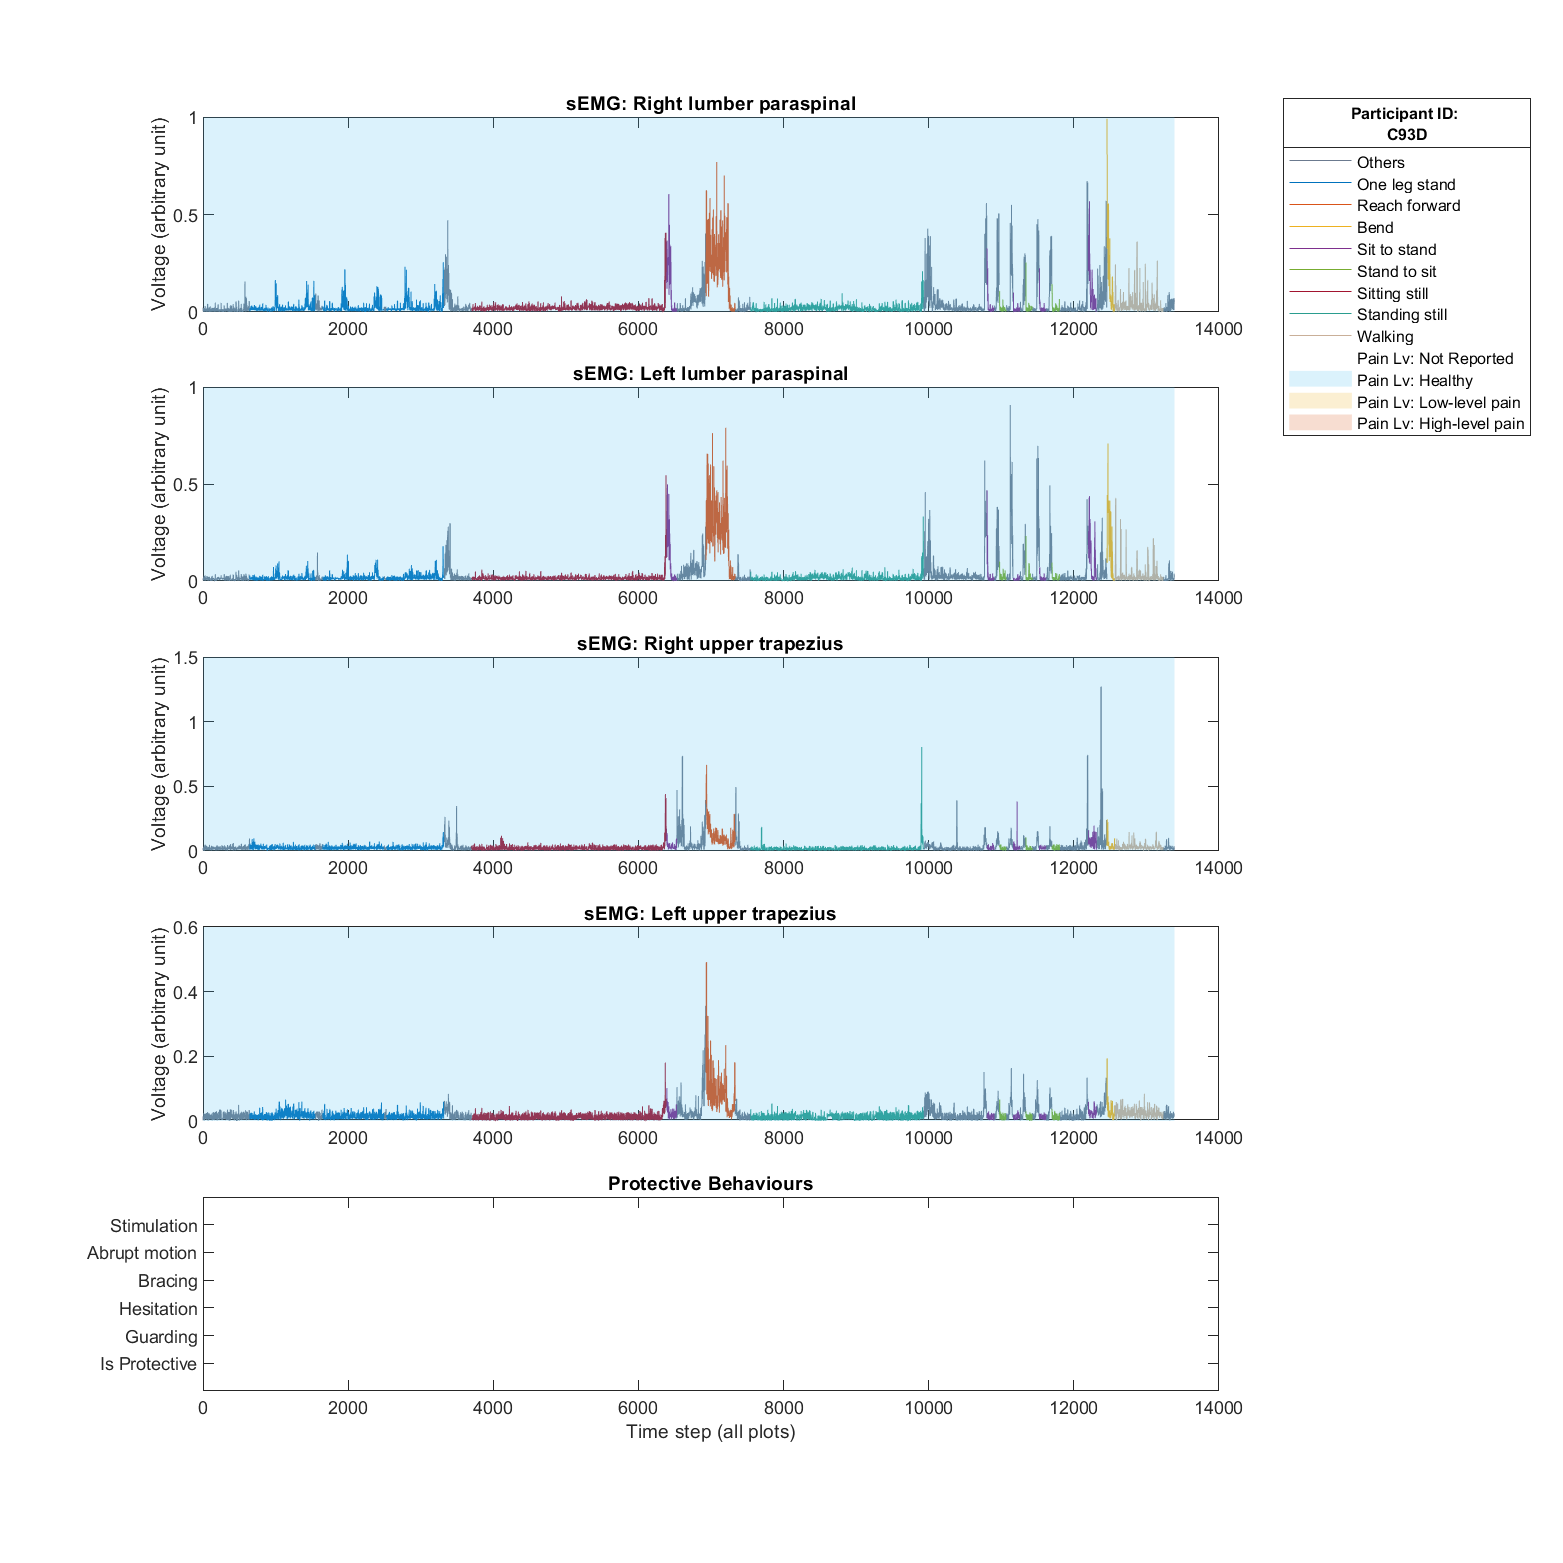 sEMG: Right lumber paraspinal
Voltage (arbitrary unit)
1
0.5
0
0 2000 4000 6000 8000 10000 12000 14000
sEMG: Left lumber paraspinal
Voltage (arbitrary unit)
1
0.5
0
0 2000 4000 6000 8000 10000 12000 14000
sEMG: Right upper trapezius
Voltage (arbitrary unit)
1.5
1
0.5
0
0 2000 4000 6000 8000 10000 12000 14000
sEMG: Left upper trapezius
Voltage (arbitrary unit)
0.6
0.4
0.2
0
0 2000 4000 6000 8000 10000 12000 14000
Protective Behaviours
Stimulation
Abrupt motion
Bracing
Hesitation
Guarding
Is Protective
0 2000 4000 6000 8000 10000 12000 14000
Time step (all plots)
Participant ID:
C93D
Others
One leg stand
Reach forward
Bend
Sit to stand
Stand to sit
Sitting still
Standing still
Walking
Pain Lv: Not Reported
Pain Lv: Healthy
Pain Lv: Low-level pain
Pain Lv: High-level pain